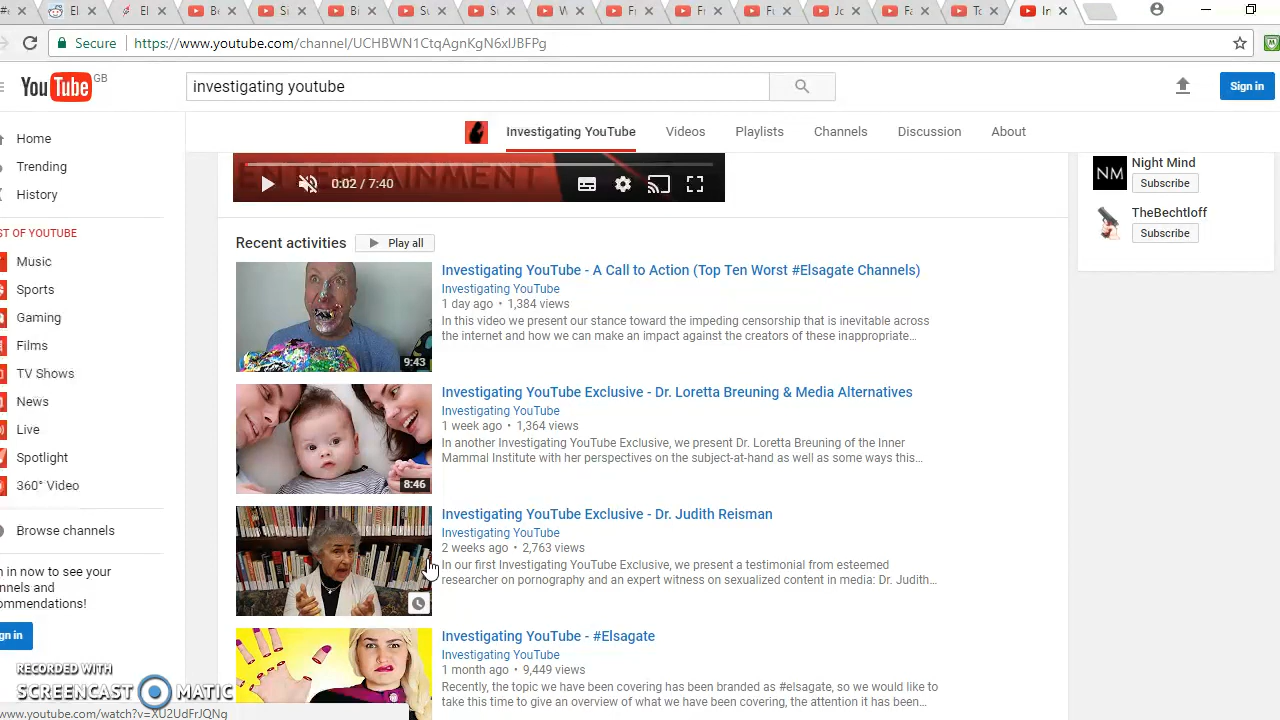 Secure
https://www.youtube.com/channel/UCHBWN1CtqAgnKgN6xlJBFPg
YouTube GB
investigating youtube
Sign in
Investigating YouTube Videos Playlists Channels Discussion About
Home
Trending
History
ST OF YOUTUBE
Music
Sports
Gaming
Films
TV Shows
News
Live
Spotlight
360° Video
Browse channels
n in now to see your
nnels and
ommendations!
gn in
ENTERTAINMENT
0:02 / 7:40
Recent activities
Play all
9:43
Investigating YouTube - A Call to Action (Top Ten Worst #Elsagate Channels)
Investigating YouTube
1 day ago • 1,384 views
In this video we present our stance toward the impeding censorship that is inevitable across
the internet and how we can make an impact against the creators of these inappropriate…
8:46
Investigating YouTube Exclusive - Dr. Loretta Breuning & Media Alternatives
Investigating YouTube
1 week ago • 1,364 views
In another Investigating YouTube Exclusive, we present Dr. Loretta Breuning of the Inner
Mammal Institute with her perspectives on the subject-at-hand as well as some ways this…
Investigating YouTube Exclusive - Dr. Judith Reisman
Investigating YouTube
2 weeks ago • 2,763 views
In our first Investigating YouTube Exclusive, we present a testimonial from esteemed
researcher on pornography and an expert witness on sexualized content in media: Dr. Judith…
Investigating YouTube - #Elsagate
Investigating YouTube
1 month ago • 9,449 views
Recently, the topic we have been covering has been branded as #elsagate, so we would like to
take this time to give an overview of what we have been covering, the attention it has been…
NM
Night Mind
Subscribe
TheBechtloff
Subscribe
RECORDED WITH
SCREENCAST MATIC
www.youtube.com/watch?v=XU2UdFrJQNg